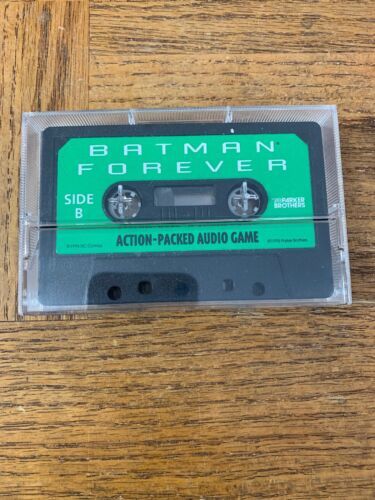 BATMAN
FOREVER
SIDE
B
PARKER
BROTHERS
ACTION-PACKED AUDIO GAME